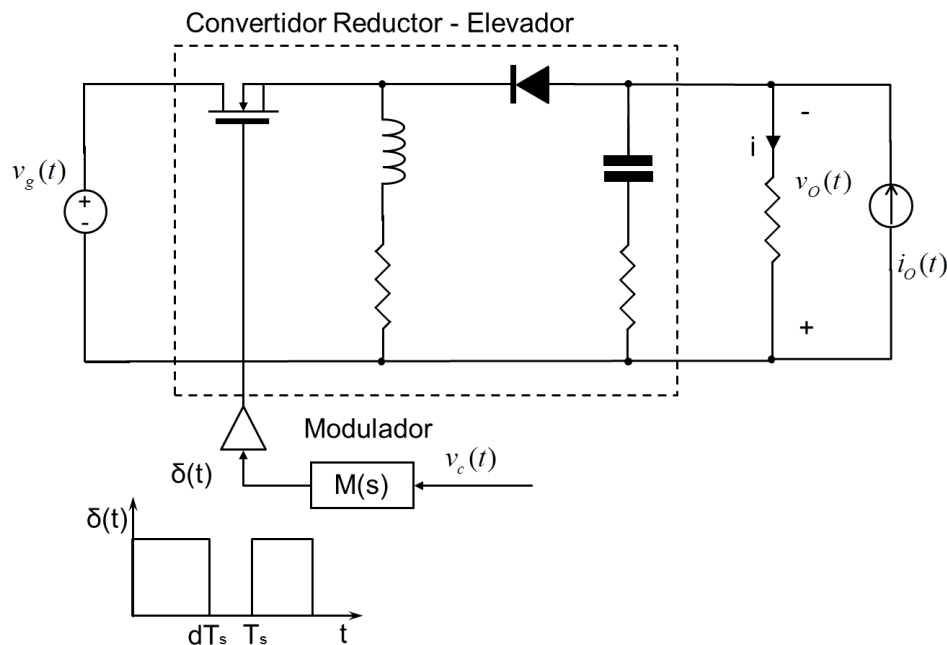 Convertidor Reductor - Elevador
v_g(t)
+
-
-
i
v_O(t)
i_O(t)
+
Modulador
δ(t)
M(s)
v_c(t)
δ(t)
dTs
Ts
t